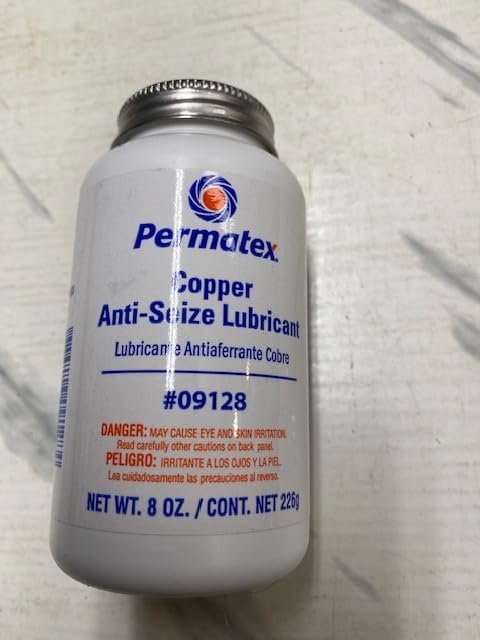 Permatex
Copper
Anti-Seize Lubricant
Lubricante Antiaferrante Cobre
#09128
DANGER: MAY CAUSE EYE AND SKIN IRRITATION.
Read carefully other cautions on back panel.
PELIGRO: IRRITANTE A LOS OJOS Y LA PIEL.
Lea cuidadosamente las precauciones al reverso.
NET WT. 8 OZ. / CONT. NET 226g